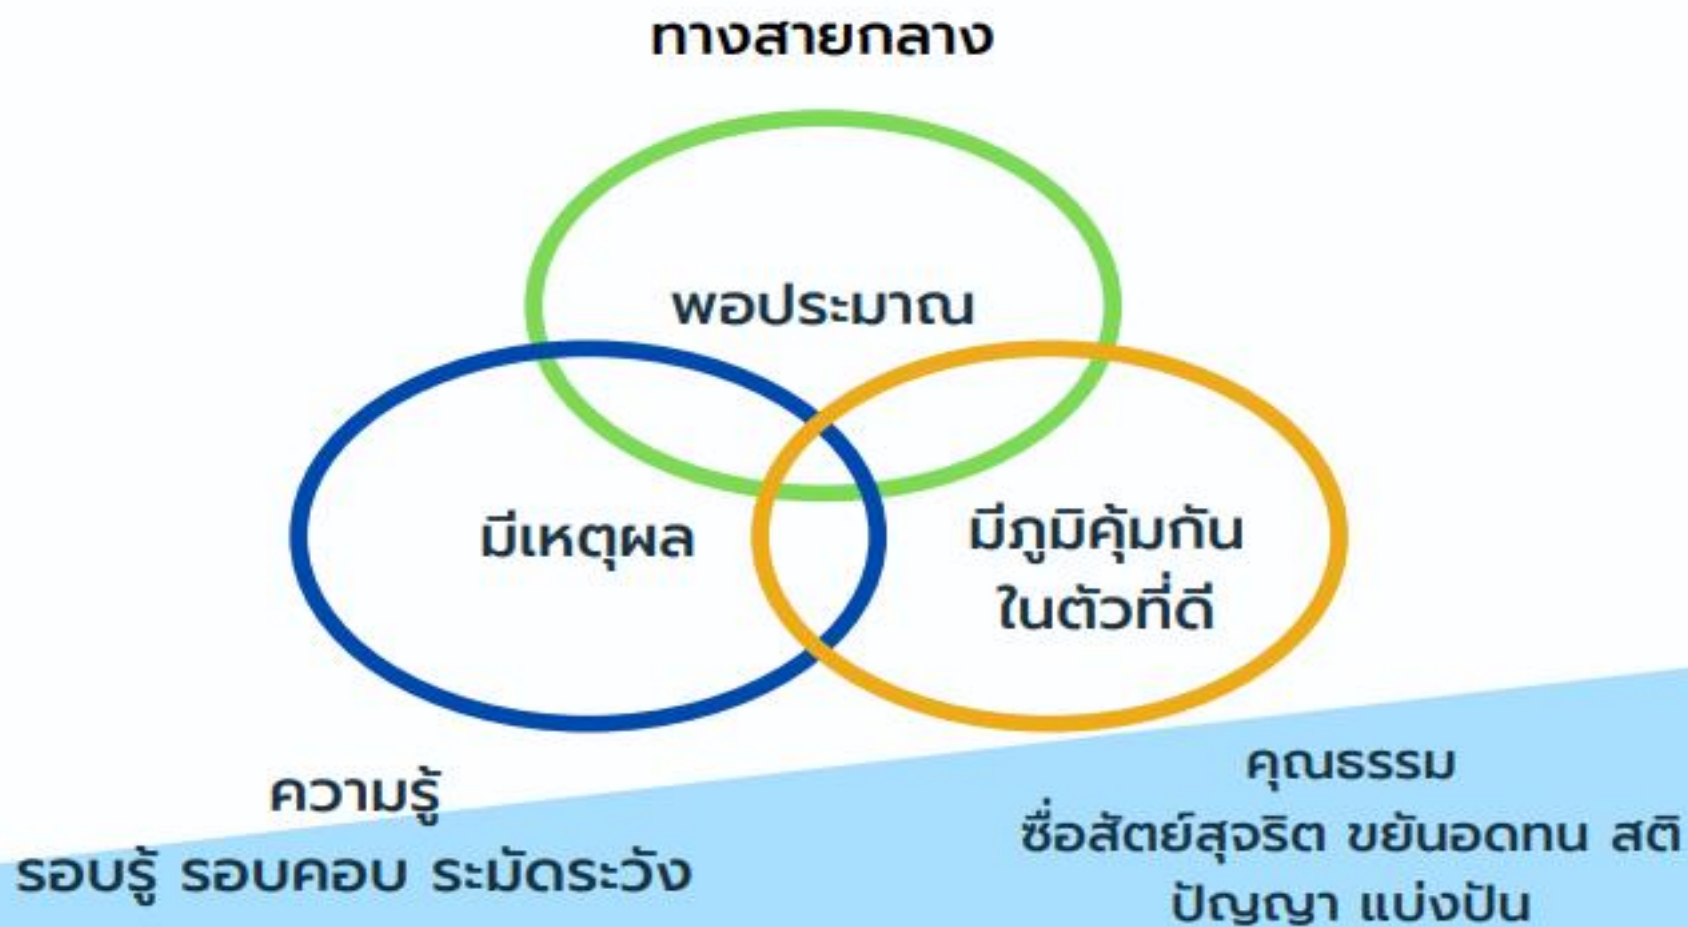 ทางสายกลาง
พอประมาณ
มีเหตุผล
มีภูมิคุ้มกัน
ในตัวที่ดี
ความรู้
รอบรู้ รอบคอบ ระมัดระวัง
คุณธรรม
ซื่อสัตย์สุจริต ขยันอดทน สติ
ปัญญา แบ่งปัน